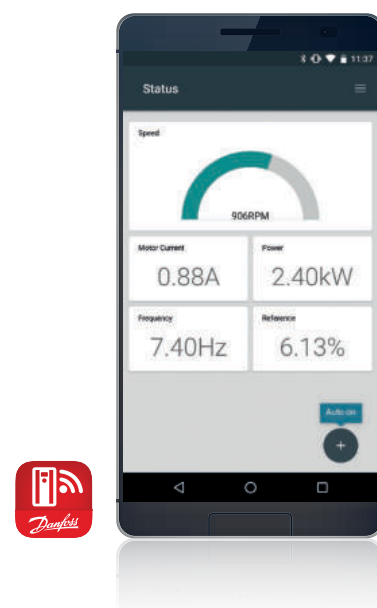 11:37
Status
Speed
906RPM
Motor Current
0.88A
Power
2.40kW
Frequency
7.40Hz
Reference
6.13%
Auto on
+
Danfoss